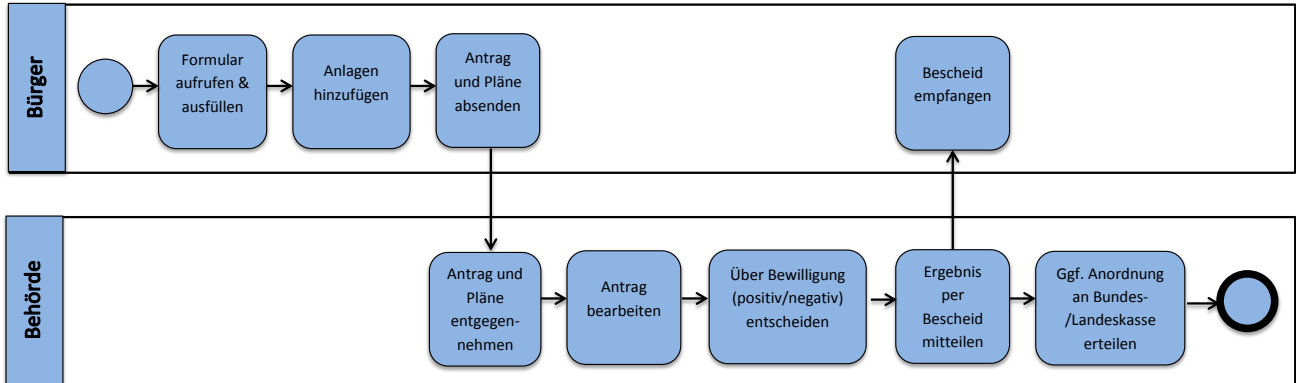 Bürger
Formular
aufrufen &
ausfüllen
Anlagen
hinzufügen
Antrag
und Pläne
absenden
Bescheid
empfangen
Behörde
Antrag und
Pläne
entgegen-
nehmen
Antrag
bearbeiten
Über Bewilligung
(positiv/negativ)
entscheiden
Ergebnis
per
Bescheid
mitteilen
Ggf. Anordnung
an Bundes-
/Landeskasse
erteilen